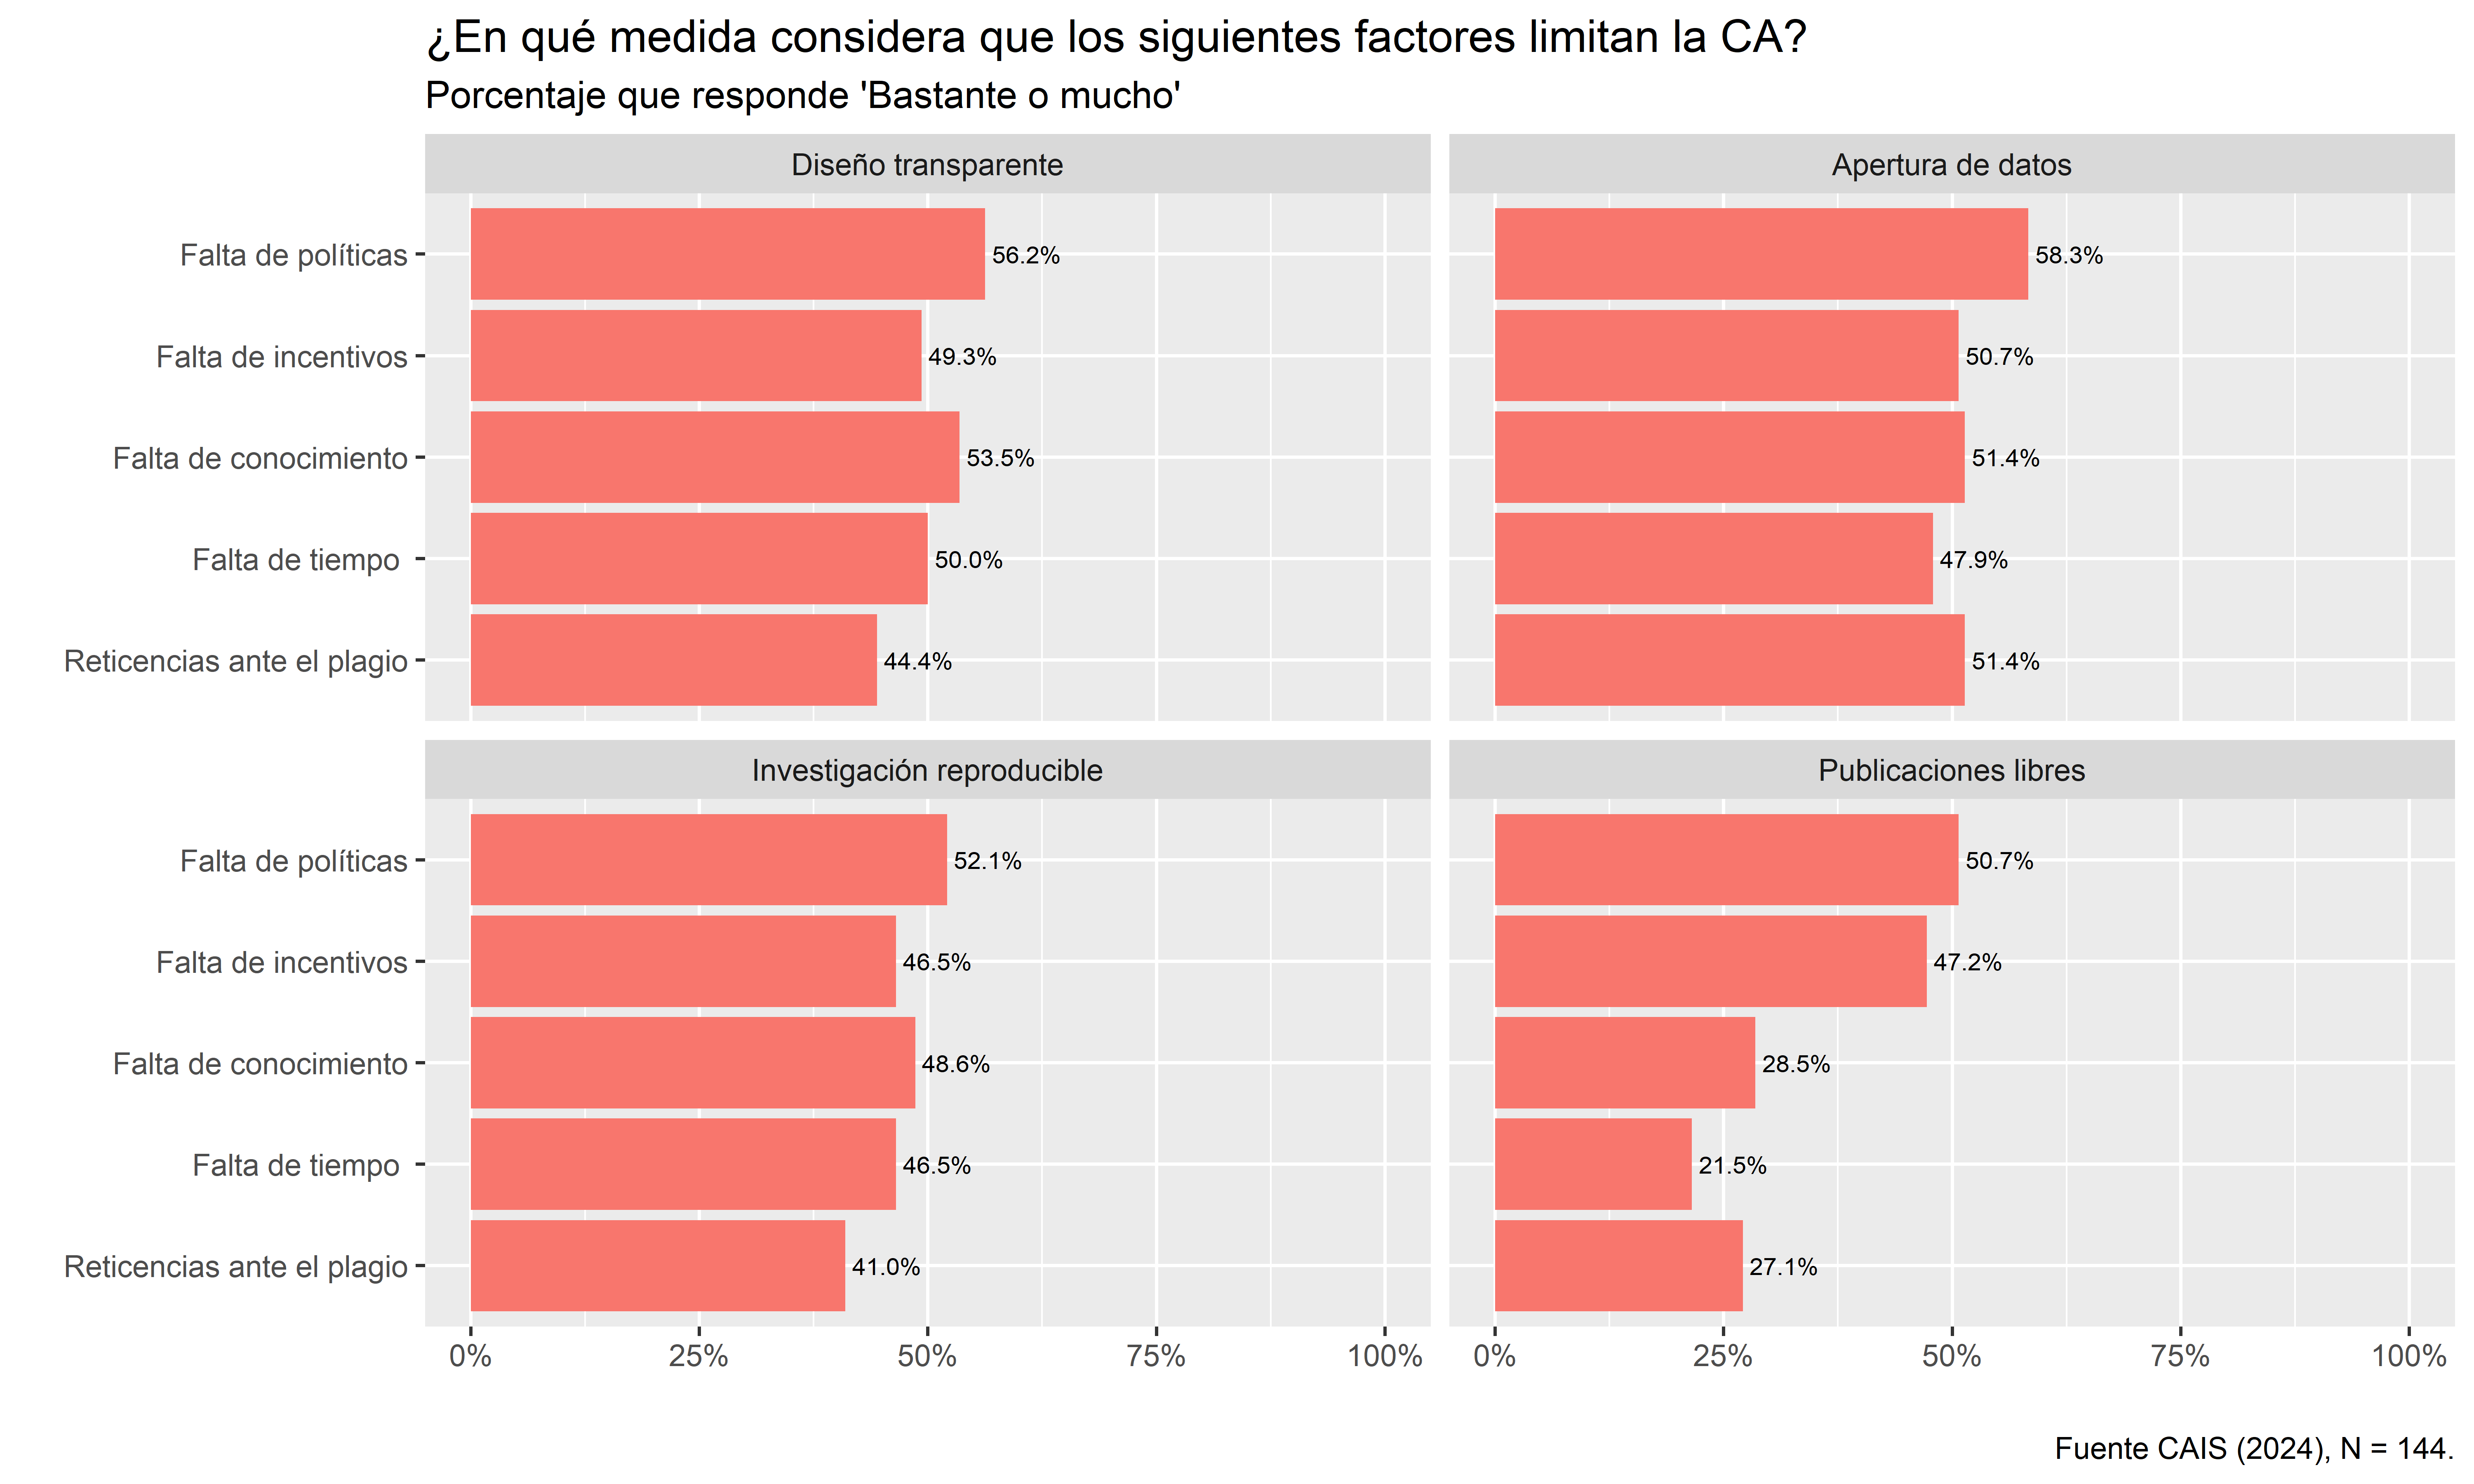 ¿En qué medida considera que los siguientes factores limitan la CA?
Porcentaje que responde 'Bastante o mucho'
Diseño transparente
Apertura de datos
Falta de políticas
56.2%
58.3%
Falta de incentivos
49.3%
50.7%
Falta de conocimiento
53.5%
51.4%
Falta de tiempo
50.0%
47.9%
Reticencias ante el plagio
44.4%
51.4%
Investigación reproducible
Publicaciones libres
Falta de políticas
52.1%
50.7%
Falta de incentivos
46.5%
47.2%
Falta de conocimiento
48.6%
28.5%
Falta de tiempo
46.5%
21.5%
Reticencias ante el plagio
41.0%
27.1%
0% 25% 50% 75% 100%
0% 25% 50% 75% 100%
Fuente CAIS (2024), N = 144.